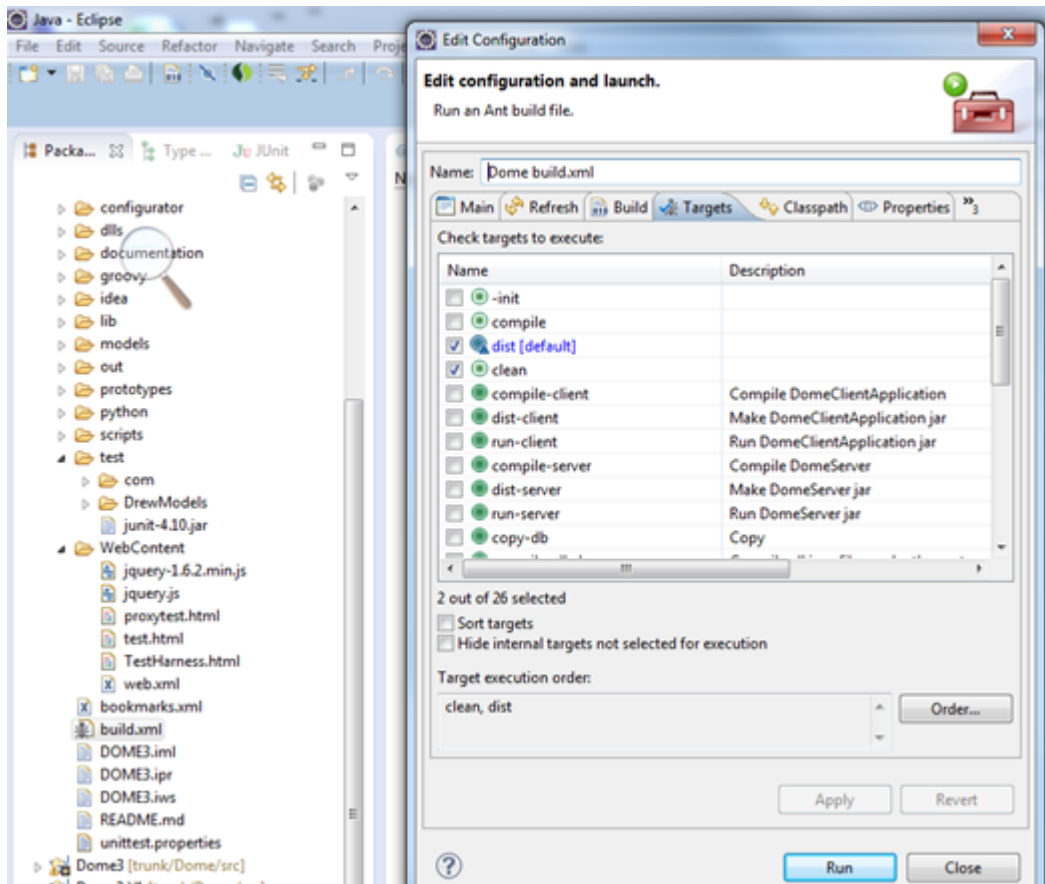 Java - Eclipse
File Edit Source Refactor Navigate Search Proje
Packa... Type ... Ju JUnit
configurator
dlls
documentation
groovy
idea
lib
models
out
prototypes
python
scripts
test
com
DrewModels
junit-4.10.jar
WebContent
jquery-1.6.2.min.js
jquery.js
proxytest.html
test.html
TestHarness.html
web.xml
bookmarks.xml
build.xml
DOME3.iml
DOME3.ipr
DOME3.iws
README.md
unittest.properties
Dome3 [trunk/Dome/src]
Edit Configuration
Edit configuration and launch.
Run an Ant build file.
Name: Dome build.xml
Main Refresh Build Targets Classpath Properties »3
Check targets to execute:
Name Description
-init
compile
dist [default]
clean
compile-client Compile DomeClientApplication
dist-client Make DomeClientApplication jar
run-client Run DomeClientApplication jar
compile-server Compile DomeServer
dist-server Make DomeServer jar
run-server Run DomeServer jar
copy-db Copy
2 out of 26 selected
Sort targets
Hide internal targets not selected for execution
Target execution order:
clean, dist
Order...
Apply Revert
? Run Close